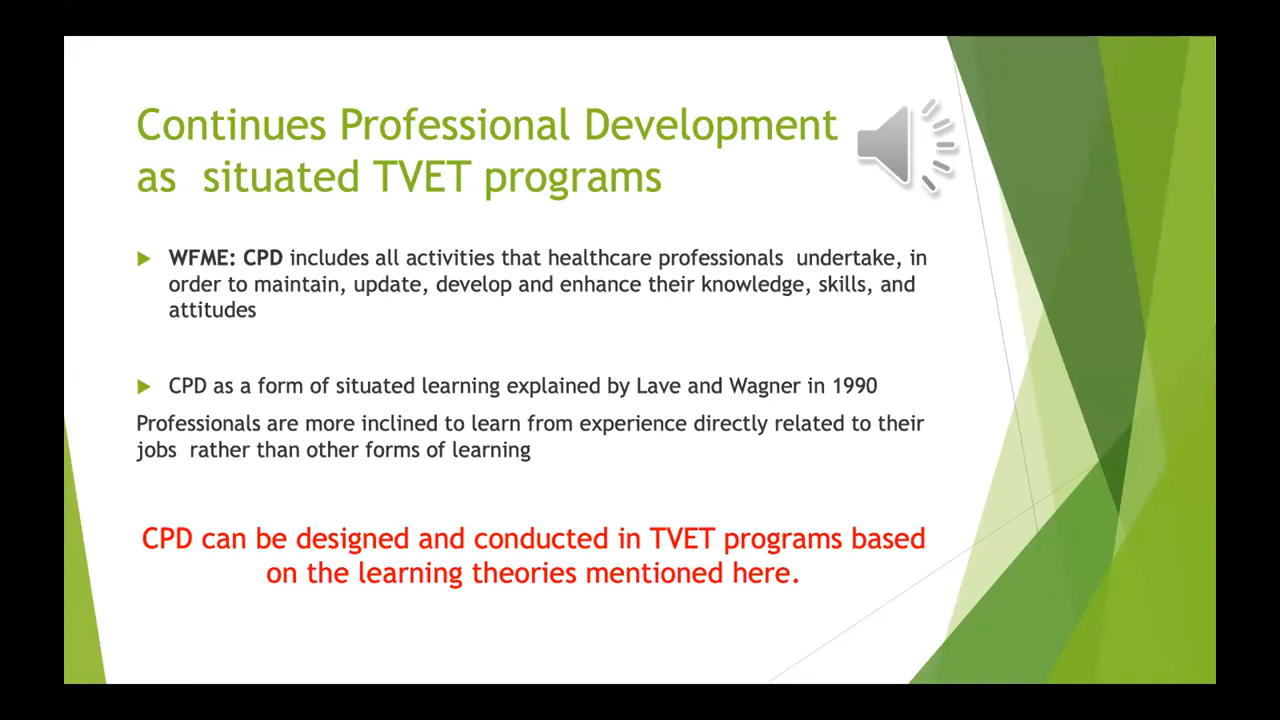 Continues Professional Development
as situated TVET programs
WFME: CPD includes all activities that healthcare professionals undertake, in
order to maintain, update, develop and enhance their knowledge, skills, and
attitudes
CPD as a form of situated learning explained by Lave and Wagner in 1990
Professionals are more inclined to learn from experience directly related to their
jobs rather than other forms of learning
CPD can be designed and conducted in TVET programs based
on the learning theories mentioned here.